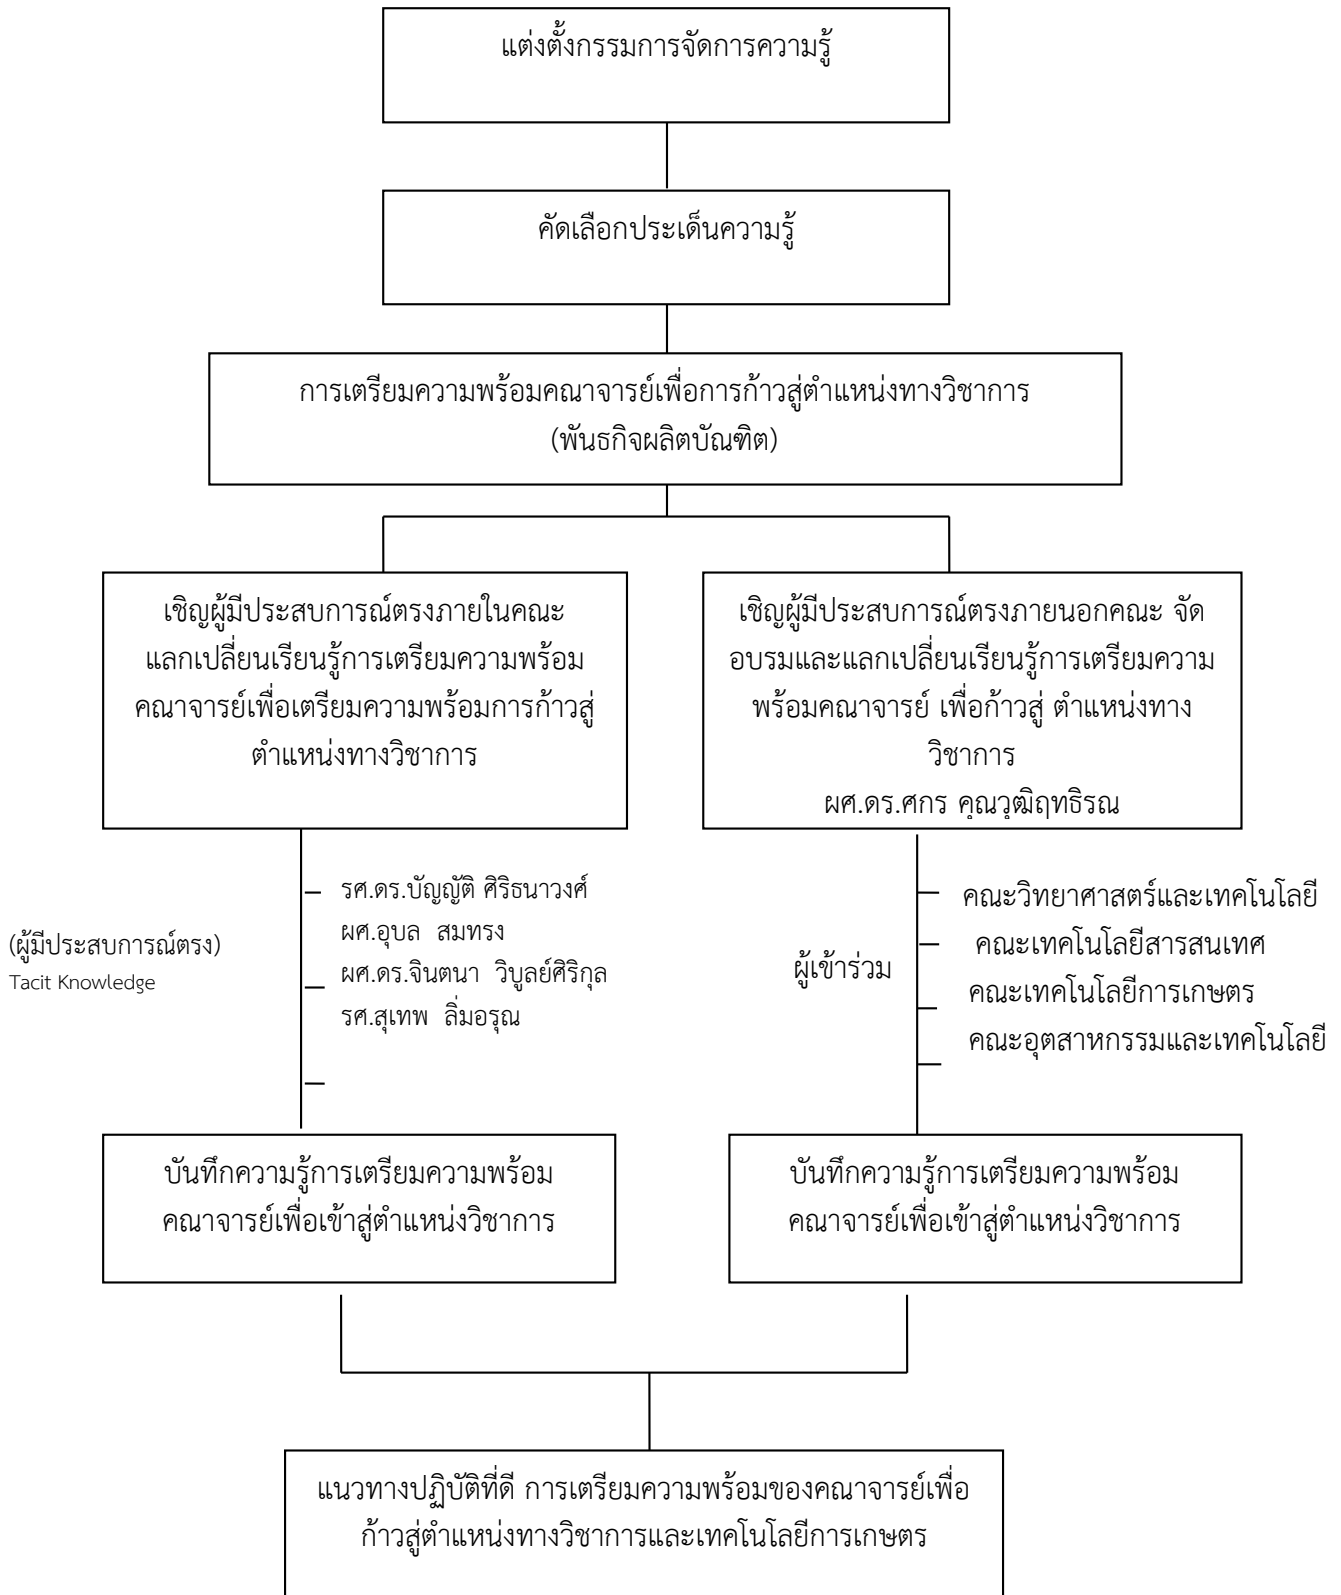 แต่งตั้งกรรมการจัดการความรู้
คัดเลือกประเด็นความรู้
การเตรียมความพร้อมคณาจารย์เพื่อการก้าวสู่ตำแหน่งทางวิชาการ
(พันธกิจผลิตบัณฑิต)
เชิญผู้มีประสบการณ์ตรงภายในคณะ
แลกเปลี่ยนเรียนรู้การเตรียมความพร้อม
คณาจารย์เพื่อเตรียมความพร้อมการก้าวสู่
ตำแหน่งทางวิชาการ
เชิญผู้มีประสบการณ์ตรงภายนอกคณะ จัด
อบรมและแลกเปลี่ยนเรียนรู้การเตรียมความ
พร้อมคณาจารย์ เพื่อก้าวสู่ ตำแหน่งทาง
วิชาการ
ผศ.ดร.ศกร คุณวุฒิฤทธิรณ
(ผู้มีประสบการณ์ตรง)
Tacit Knowledge
รศ.ดร.บัญญัติ ศิริธนาวงศ์
ผศ.อุบล สมทรง
ผศ.ดร.จินตนา วิบูลย์ศิริกุล
รศ.สุเทพ ลิ่มอรุณ
ผู้เข้าร่วม
คณะวิทยาศาสตร์และเทคโนโลยี
คณะเทคโนโลยีสารสนเทศ
คณะเทคโนโลยีการเกษตร
คณะอุตสาหกรรมและเทคโนโลยี
บันทึกความรู้การเตรียมความพร้อม
คณาจารย์เพื่อเข้าสู่ตำแหน่งวิชาการ
บันทึกความรู้การเตรียมความพร้อม
คณาจารย์เพื่อเข้าสู่ตำแหน่งวิชาการ
แนวทางปฏิบัติที่ดี การเตรียมความพร้อมของคณาจารย์เพื่อ
ก้าวสู่ตำแหน่งทางวิชาการและเทคโนโลยีการเกษตร